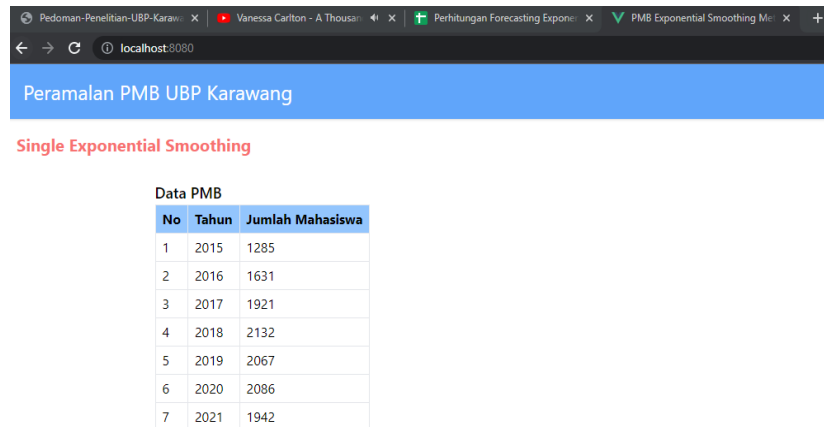 Pedoman-Penelitian-UBP-Karawa
Vanessa Carlton - A Thousan
Perhitungan Forecasting Expone
PMB Exponential Smoothing Me
localhost:8080
Peramalan PMB UBP Karawang
Single Exponential Smoothing
Data PMB
No Tahun Jumlah Mahasiswa
1 2015 1285
2 2016 1631
3 2017 1921
4 2018 2132
5 2019 2067
6 2020 2086
7 2021 1942